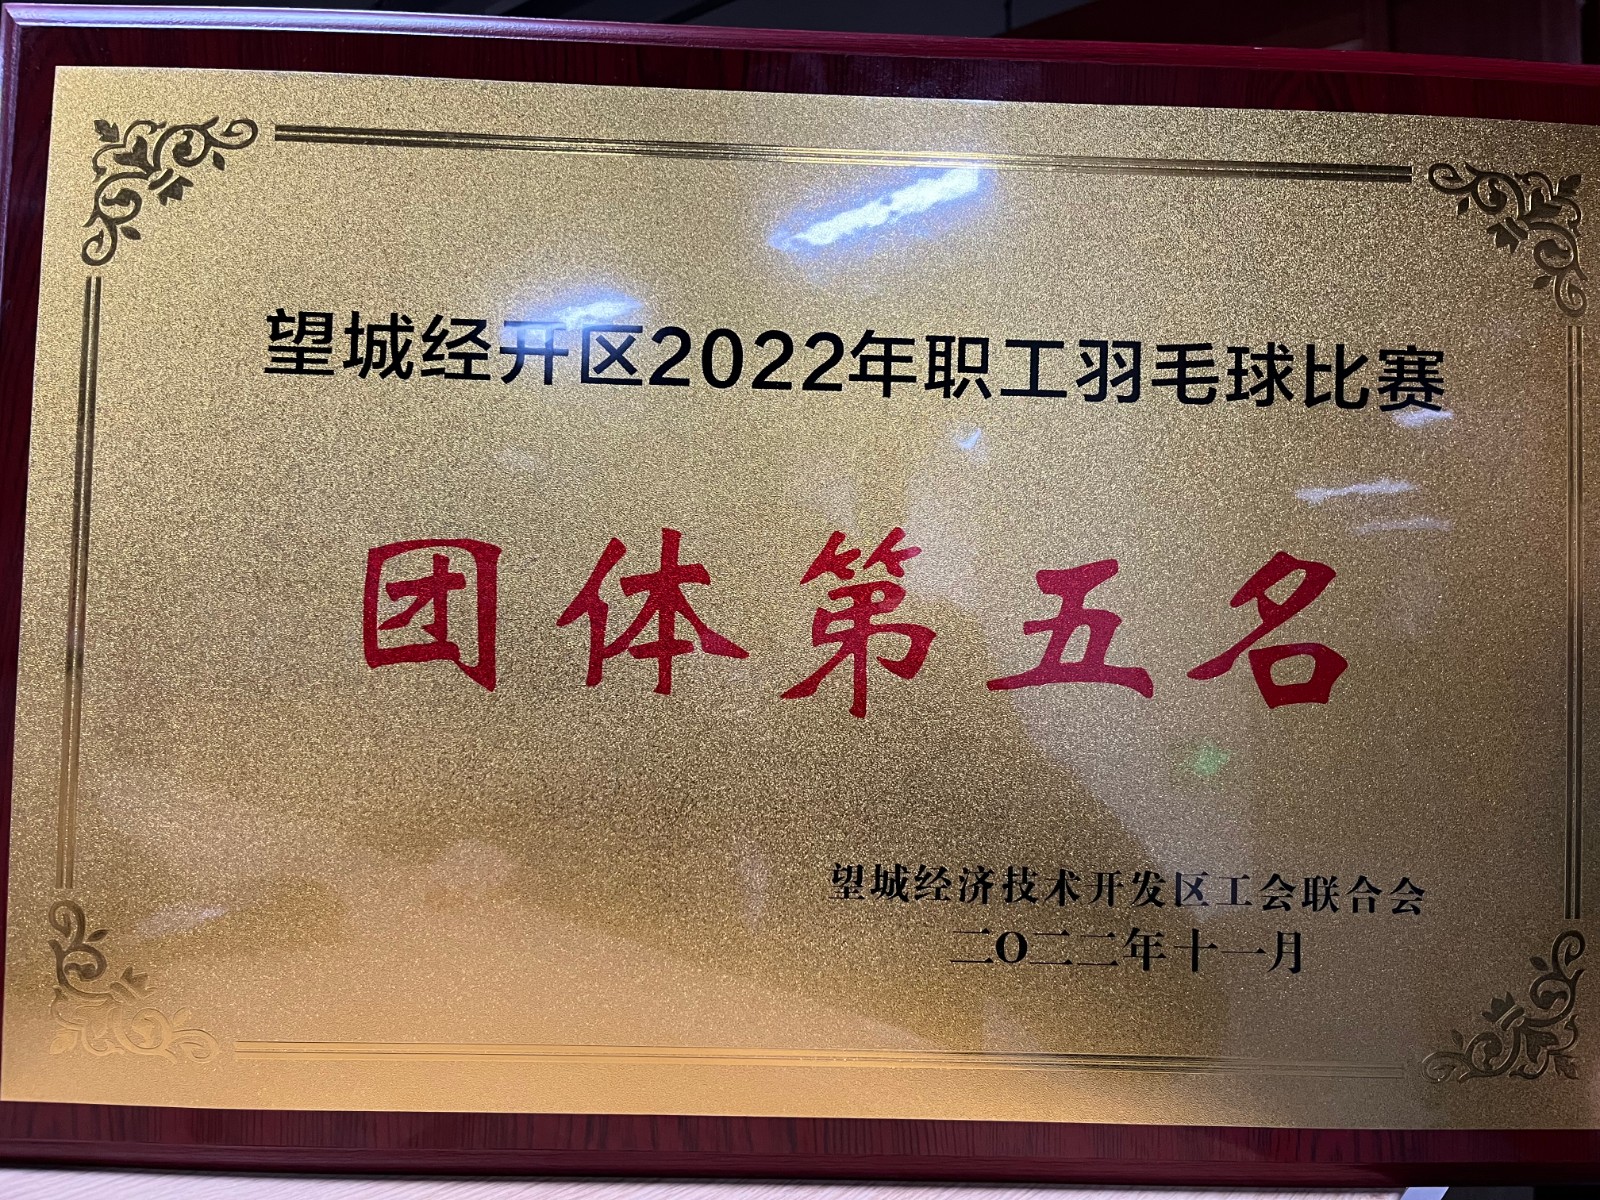 望城经开区2022年职工羽毛球比赛
团体第五名
望城经济技术开发区工会联合会
二〇二二年十一月